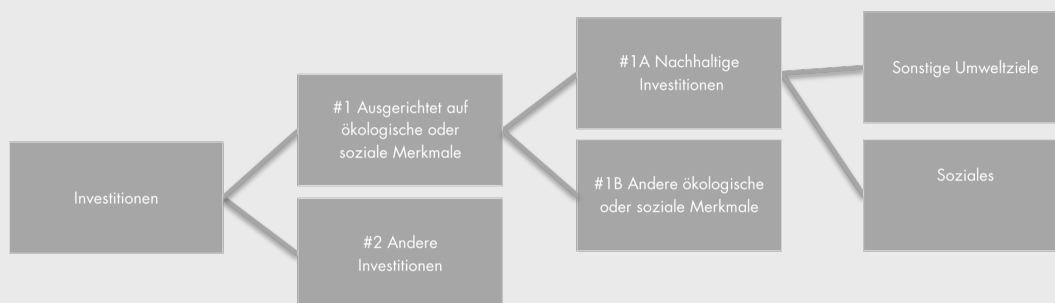 Investitionen
#1 Ausgerichtet auf
ökologische oder
soziale Merkmale
#2 Andere
Investitionen
#1A Nachhaltige
Investitionen
#1B Andere ökologische
oder soziale Merkmale
Sonstige Umweltziele
Soziales